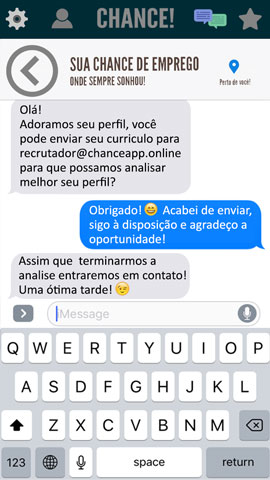 CHANCE!
SUA CHANCE DE EMPREGO
ONDE SEMPRE SONHOU!
Perto de você!
Olá!
Adoramos seu perfil, você
pode enviar seu curriculo para
recrutador@chanceapp.online
para que possamos analisar
melhor seu perfil?
Obrigado! 😄 Acabei de enviar,
sigo à disposição e agradeço a
oportunidade!
Assim que terminarmos a
analise entraremos em contato!
Uma ótima tarde! 😉
iMessage
Q W E R T Y U I O P
A S D F G H J K L
Z X C V B N M
123 space return